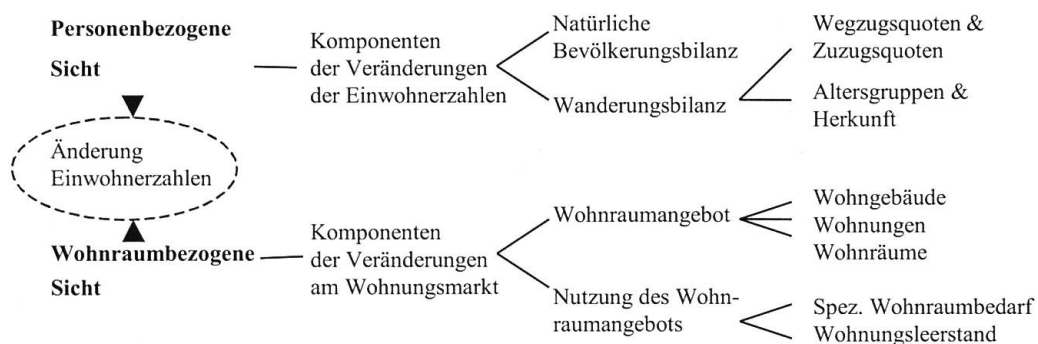 Personenbezogene
Sicht
Komponenten
der Veränderungen
der Einwohnerzahlen
Natürliche
Bevölkerungsbilanz
Wanderungsbilanz
Wegzugsquoten &
Zuzugsquoten
Altersgruppen &
Herkunft
Änderung
Einwohnerzahlen
Wohnraumbezogene
Sicht
Komponenten
der Veränderungen
am Wohnungsmarkt
Wohnraumangebot
Wohngebäude
Wohnungen
Wohnräume
Nutzung des Wohn-
raumangebots
Spez. Wohnraumbedarf
Wohnungsleerstand